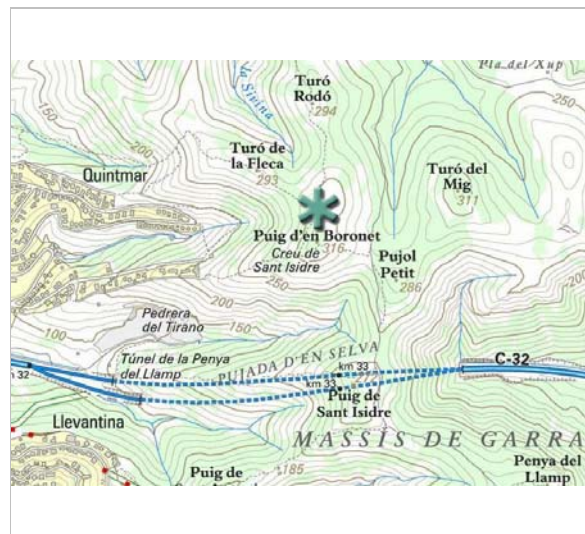 Pla del Xup
la Sivina
Turó
Rodó
294
150
200
250
Turó de
la Fleca
293
Quintmar
Turó del
Mig
311
Puig d'en Boronet
316
Creu de
Sant Isidre
Pujol
Petit
286
250
200
200
Pedrera
del Tirano
100
150
Túnel de la Penya
del Llamp
PUJADA D'EN SELVA
km 33
C-32
km 33
32
Puig de
Sant Isidre
Llevantina
MASSÍS DE GARRA
Puig de
185
Penya del
Llamp